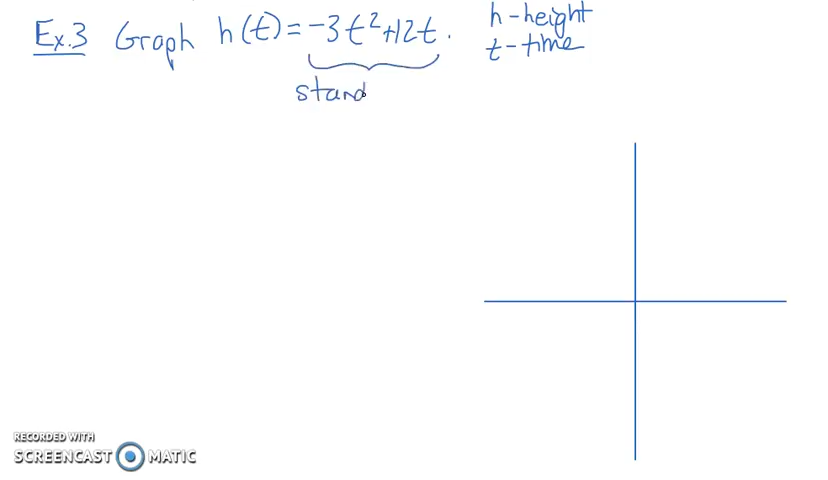 Ex.3 Graph h(t) = -3t²+12t. h-height
t-time
stand
RECORDED WITH
SCREENCAST MATIC